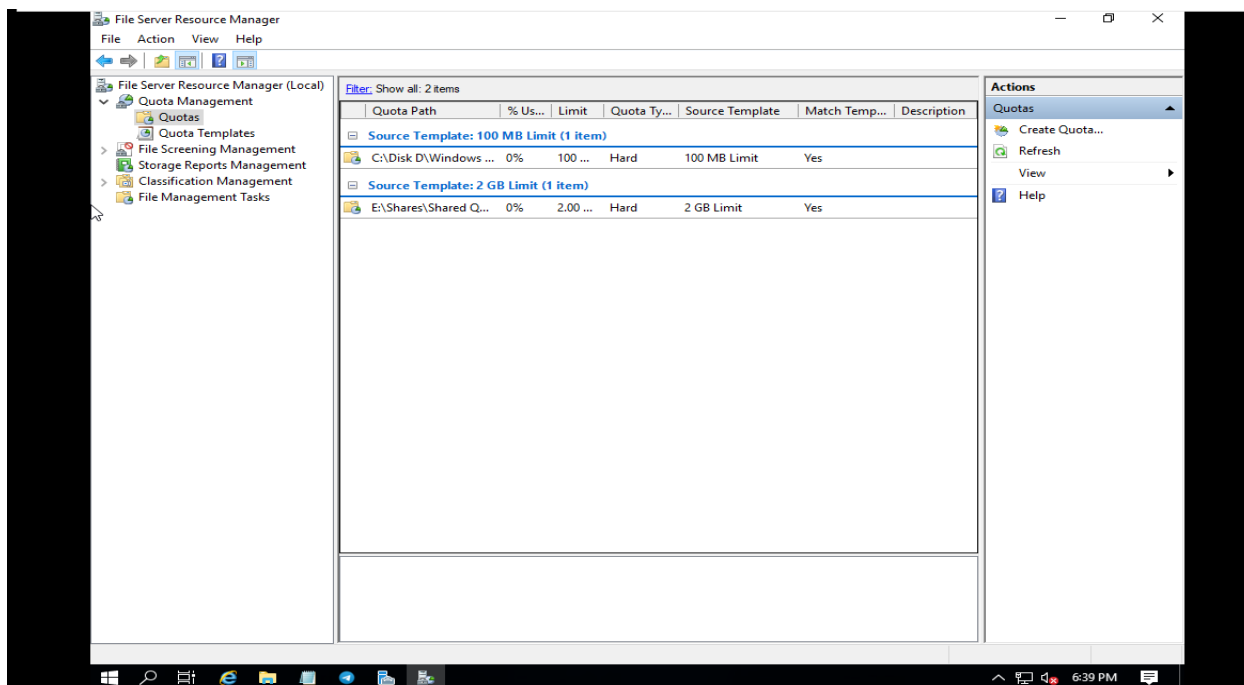 File Server Resource Manager
File Action View Help
File Server Resource Manager (Local)
Quota Management
Quotas
Quota Templates
File Screening Management
Storage Reports Management
Classification Management
File Management Tasks
Filter: Show all: 2 items
Quota Path % Us... Limit Quota Ty... Source Template Match Temp... Description
Source Template: 100 MB Limit (1 item)
C:\Disk D\Windows ... 0% 100 ... Hard 100 MB Limit Yes
Source Template: 2 GB Limit (1 item)
E:\Shares\Shared Q... 0% 2.00 ... Hard 2 GB Limit Yes
Actions
Quotas
Create Quota...
Refresh
View
Help
6:39 PM